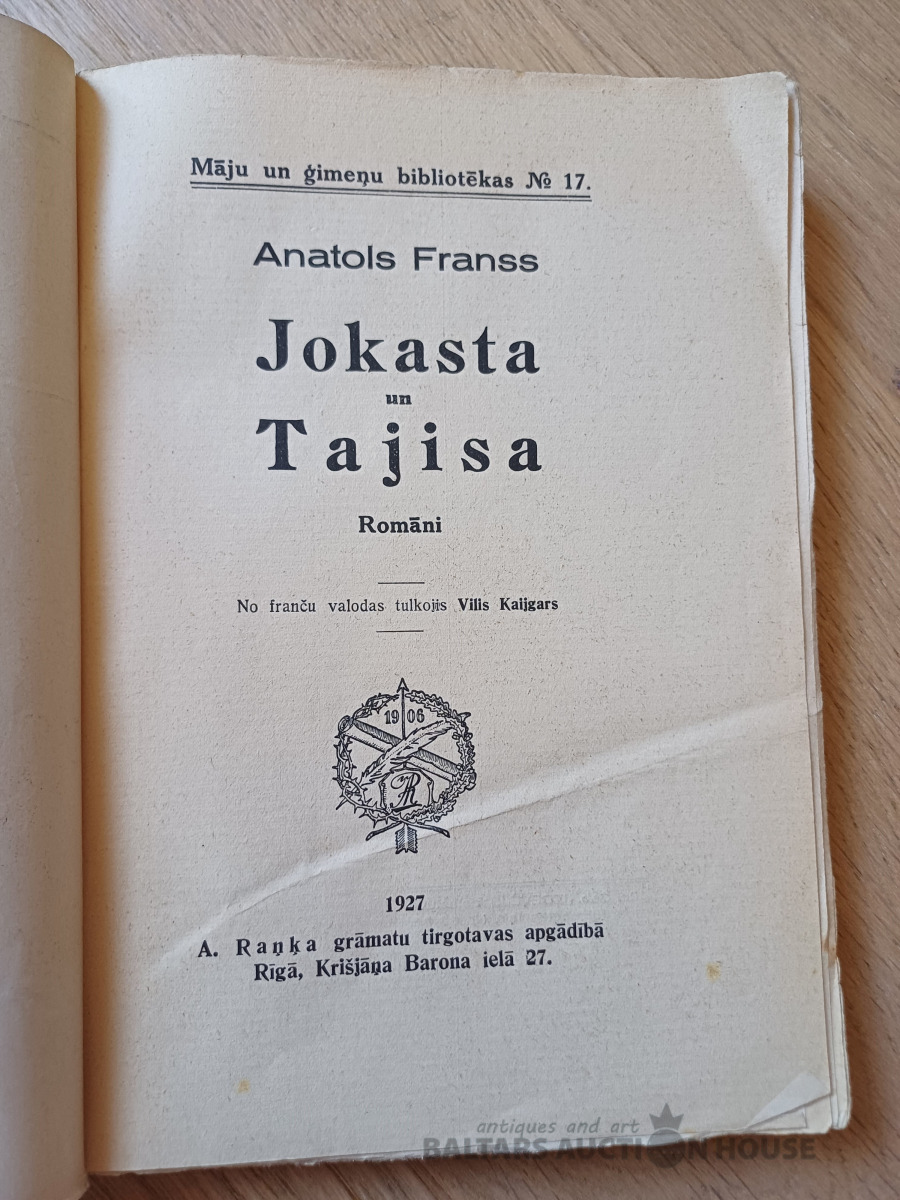 Māju un ģimeņu bibliotēkas № 17.
Anatols Franss
Jokasta
un
Tajisa
Romāni
No franču valodas tulkojis Vilis Kaijgars
1906
AR
1927
A. Raņķa grāmatu tirgotavas apgādībā
Rīgā, Krišjāņa Barona ielā 27.
antiques and art
BALTARS AUCTION HOUSE